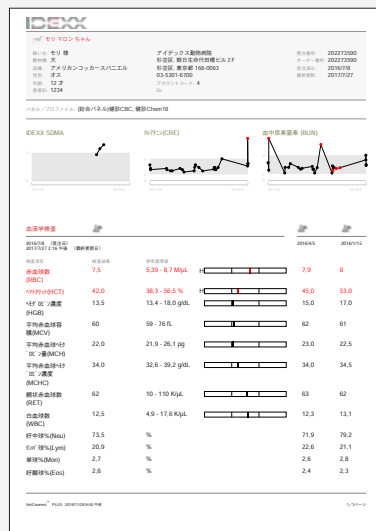 IDEXX
モリ マロン ちゃん
飼い主: モリ 様
動物種: 犬
品種: アメリカンコッカースパニエル
性別: オス
年齢: 12 才
患者ID: 1234
アイデックス動物病院
杉並区, 朝日生命代田橋ビル 2F
杉並区, 東京都 168-0063
03-5301-6700
アカウントコード: 4
Dr:
受注番号: 202273590
オーダー番号: 202273590
受注済み: 2016/7/8
最終更新: 2017/7/27
パネル/プロファイル: (総合パネル)健診CBC, 健診Chem18
IDEXX SDMA
クレアチニン(CRE)
血中尿素窒素 (BUN)
血液学検査
2016/7/8 (受注日)
2017/7/27 2:16 午後 (最終更新日)
2016/4/5
2016/1/15
検査項目 検査結果 参考基準値
赤血球数 (RBC) 7,5 5,39 - 8,7 M/µL H 7,9 8
ヘマトクリット(HCT) 42,0 38,3 - 56,5 % H 45,0 53,0
ヘモグロビン濃度 (HGB) 13,5 13,4 - 18,0 g/dL 15,0 17,0
平均赤血球容積(MCV) 60 59 - 76 fL 62 61
平均赤血球ヘモグロビン量(MCH) 22,0 21,9 - 26,1 pg 23,0 22,5
平均赤血球ヘモグロビン濃度 (MCHC) 34,0 32,6 - 39,2 g/dL 34,0 34,5
網状赤血球数 (RET) 62 10 - 110 K/µL 63 62
白血球数 (WBC) 12,5 4,9 - 17,6 K/µL 12,3 13,1
好中球%(Neu) 73,5 % 71,9 79,2
リンパ球%(Lym) 20,9 % 22,6 21,1
単球%(Mon) 2,7 % 2,6 2,8
好酸球%(Eos) 2,6 % 2,4 2,3
VetConnect® PLUS 2016/11/28 9:50 午前
1/3ページ